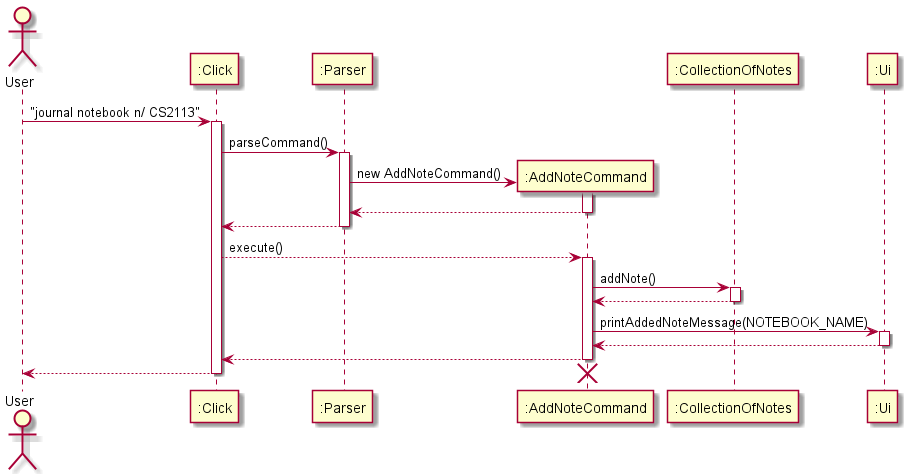 User
:Click
:Parser
:CollectionOfNotes
:Ui
"journal notebook n/ CS2113"
parseCommand()
new AddNoteCommand()
:AddNoteCommand
execute()
addNote()
printAddedNoteMessage(NOTEBOOK_NAME)
User
:Click
:Parser
:AddNoteCommand
:CollectionOfNotes
:Ui